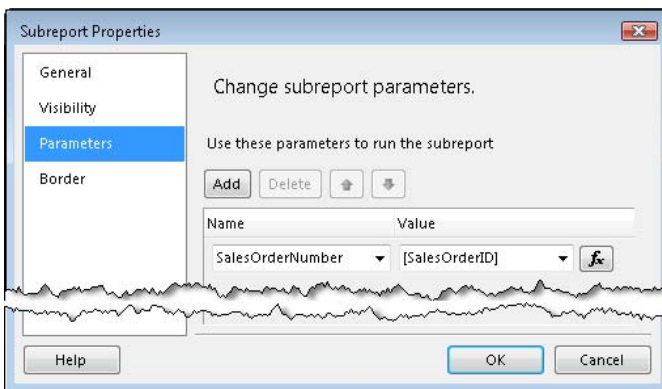 Subreport Properties
General
Visibility
Parameters
Border
Change subreport parameters.
Use these parameters to run the subreport
Add Delete
Name Value
SalesOrderNumber [SalesOrderID] fx
Help OK Cancel